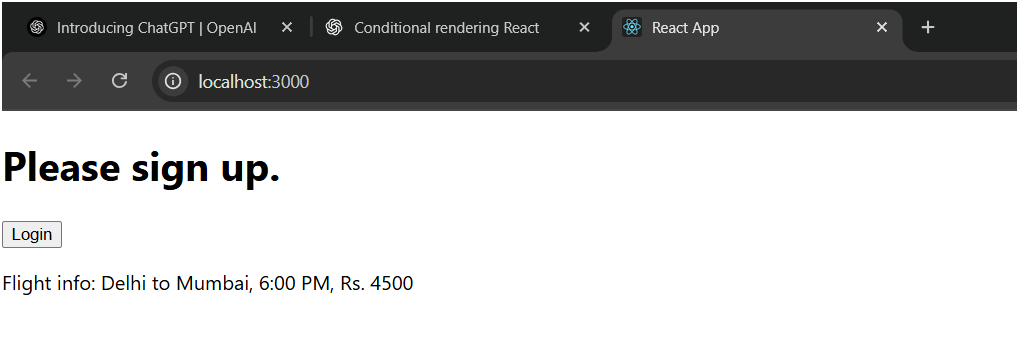 Introducing ChatGPT | OpenAI Conditional rendering React React App
localhost:3000
Please sign up.
Login
Flight info: Delhi to Mumbai, 6:00 PM, Rs. 4500